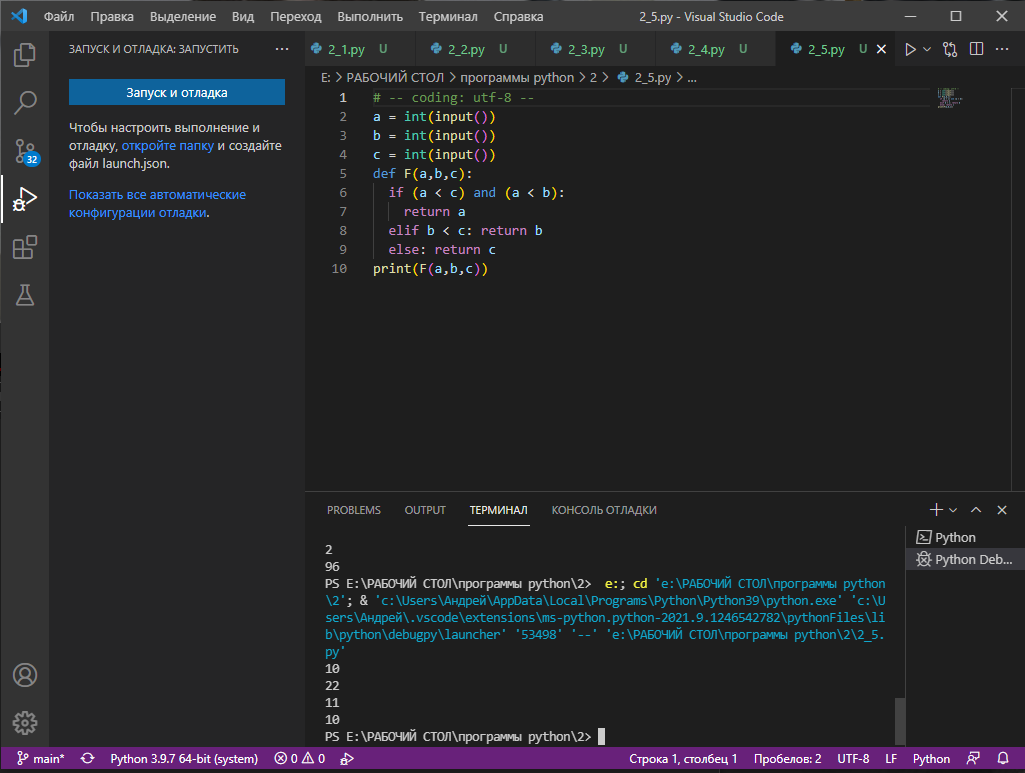 Файл Правка Выделение Вид Переход Выполнить Терминал Справка 2_5.py - Visual Studio Code
ЗАПУСК И ОТЛАДКА: ЗАПУСТИТЬ ...
2_1.py U 2_2.py U 2_3.py U 2_4.py U 2_5.py U
E: > РАБОЧИЙ СТОЛ > программы python > 2 > 2_5.py > ...
Запуск и отладка
Чтобы настроить выполнение и
отладку, откройте папку и создайте
файл launch.json.
Показать все автоматические
конфигурации отладки.
32
1 # -- coding: utf-8 --
2 a = int(input())
3 b = int(input())
4 c = int(input())
5 def F(a,b,c):
6 if (a < c) and (a < b):
7 return a
8 elif b < c: return b
9 else: return c
10 print(F(a,b,c))
PROBLEMS OUTPUT ТЕРМИНАЛ КОНСОЛЬ ОТЛАДКИ
Python
Python Deb...
2
96
PS E:\РАБОЧИЙ СТОЛ\программы python\2> e:; cd 'e:\РАБОЧИЙ СТОЛ\программы python
\2'; & 'c:\Users\Андрей\AppData\Local\Programs\Python\Python39\python.exe' 'c:\U
sers\Андрей\.vscode\extensions\ms-python.python-2021.9.1246542782\pythonFiles\li
b\python\debugpy\launcher' '53498' '--' 'e:\РАБОЧИЙ СТОЛ\программы python\2\2_5.
py'
10
22
11
10
PS E:\РАБОЧИЙ СТОЛ\программы python\2>
main* Python 3.9.7 64-bit (system) 0 0 Строка 1, столбец 1 Пробелов: 2 UTF-8 LF Python